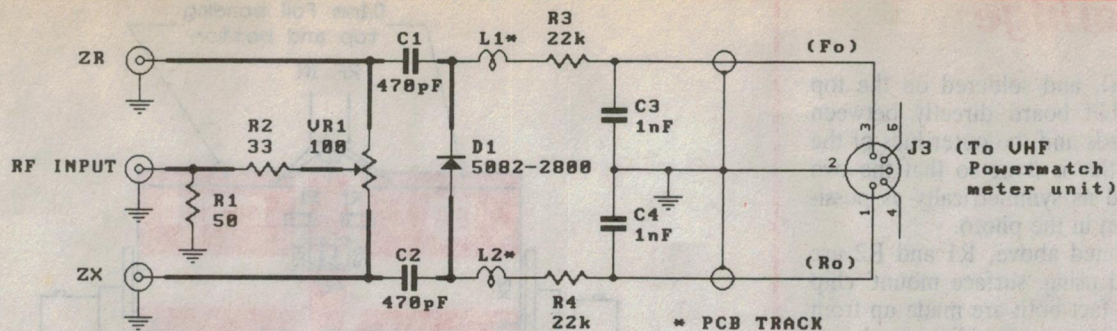 ZR
C1
470pF
L1*
R3
22k
(Fo)
RF INPUT
R2
33
VR1
100
R1
50
D1
5082-2800
C3
1nF
C4
1nF
3
5
2
1
4
J3 (To VHF
Powermatch
meter unit)
ZX
C2
470pF
L2*
R4
22k
(Ro)
* PCB TRACK